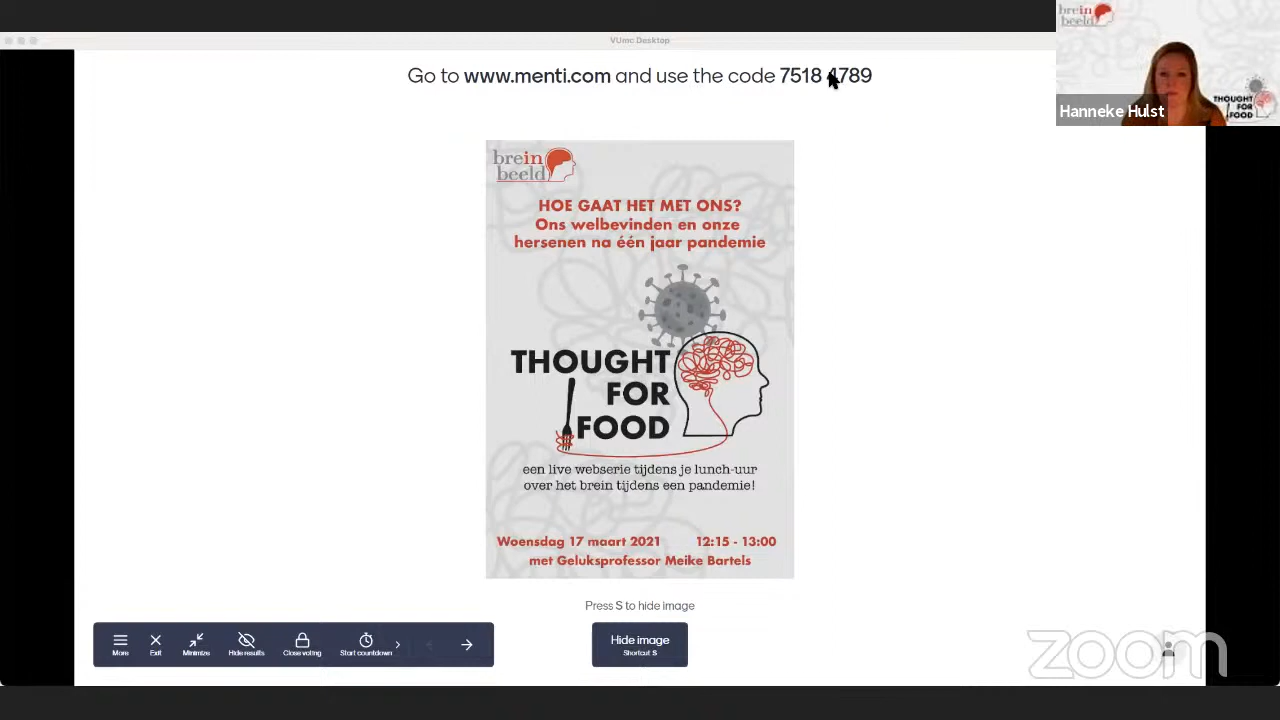 VUmc Desktop
Go to www.menti.com and use the code 7518 4789
brein
beeld
Hanneke Hulst
THOUGHT
FOR
FOOD
brein
beeld
HOE GAAT HET MET ONS?
Ons welbevinden en onze
hersenen na één jaar pandemie
THOUGHT
FOR
FOOD
een live webserie tijdens je lunch-uur
over het brein tijdens een pandemie!
Woensdag 17 maart 2021 12:15 - 13:00
met Geluksprofessor Meike Bartels
Press S to hide image
More Exit Minimize Hide results Close voting Start countdown
Hide image
Shortcut S
zoom